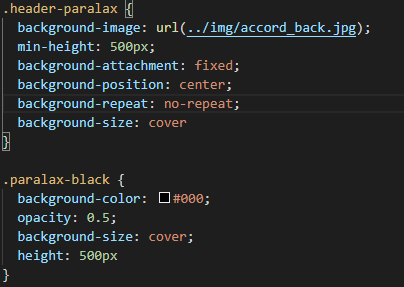 .header-paralax {
background-image: url(../img/accord_back.jpg);
min-height: 500px;
background-attachment: fixed;
background-position: center;
background-repeat: no-repeat;
background-size: cover
}
.paralax-black {
background-color: #000;
opacity: 0.5;
background-size: cover;
height: 500px
}